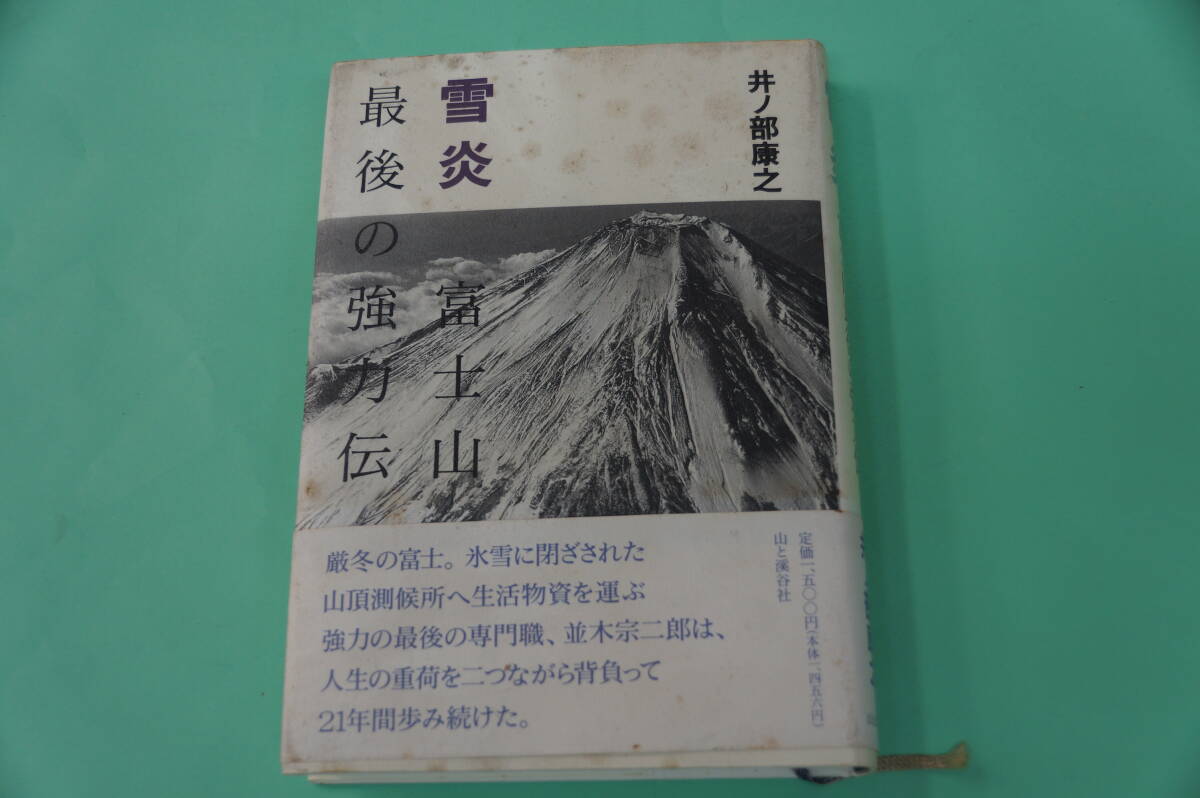 井ノ部康之
雪炎 富士山
最後の強力伝
厳冬の富士。氷雪に閉ざされた
山頂測候所へ生活物資を運ぶ
強力の最後の専門職、並木宗二郎は、
人生の重荷を二つながら背負って
21年間歩み続けた。
定価一、五〇〇円(本体一、四五六円)
山と溪谷社